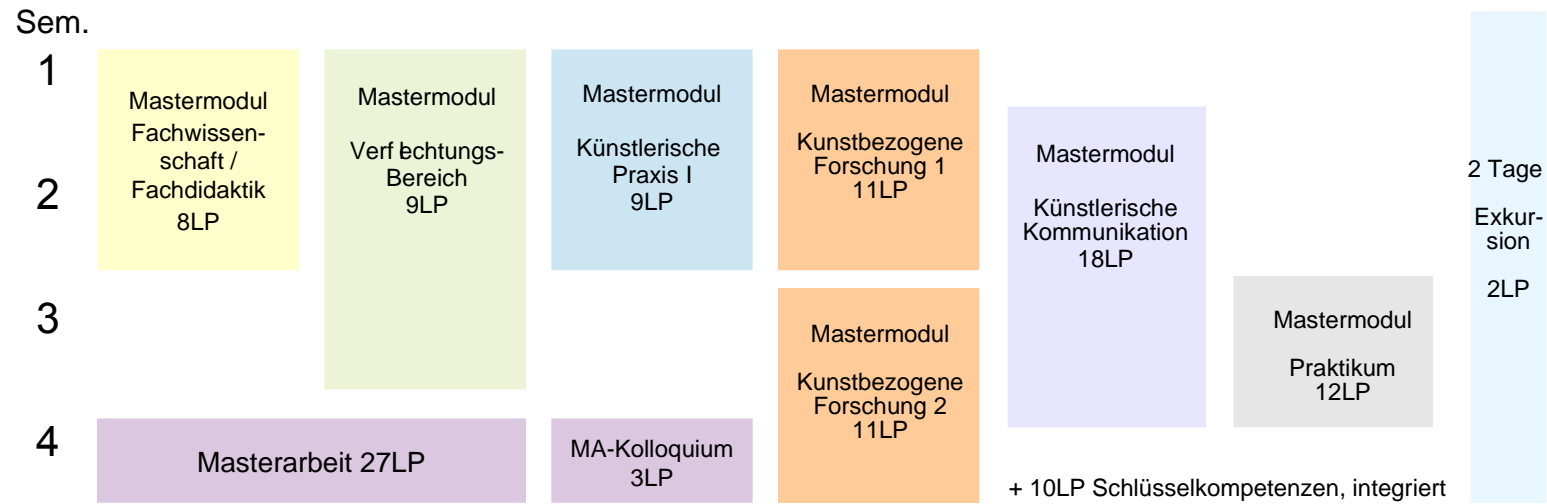 Sem.
1
2
3
4
Mastermodul
Fachwissen-
schaft /
Fachdidaktik
8LP
Mastermodul
Verflechtungs-
Bereich
9LP
Mastermodul
Künstlerische
Praxis I
9LP
Mastermodul
Kunstbezogene
Forschung 1
11LP
Mastermodul
Künstlerische
Kommunikation
18LP
2 Tage
Exkur-
sion
2LP
Mastermodul
Kunstbezogene
Forschung 2
11LP
Mastermodul
Praktikum
12LP
Masterarbeit 27LP
MA-Kolloquium
3LP
+ 10LP Schlüsselkompetenzen, integriert